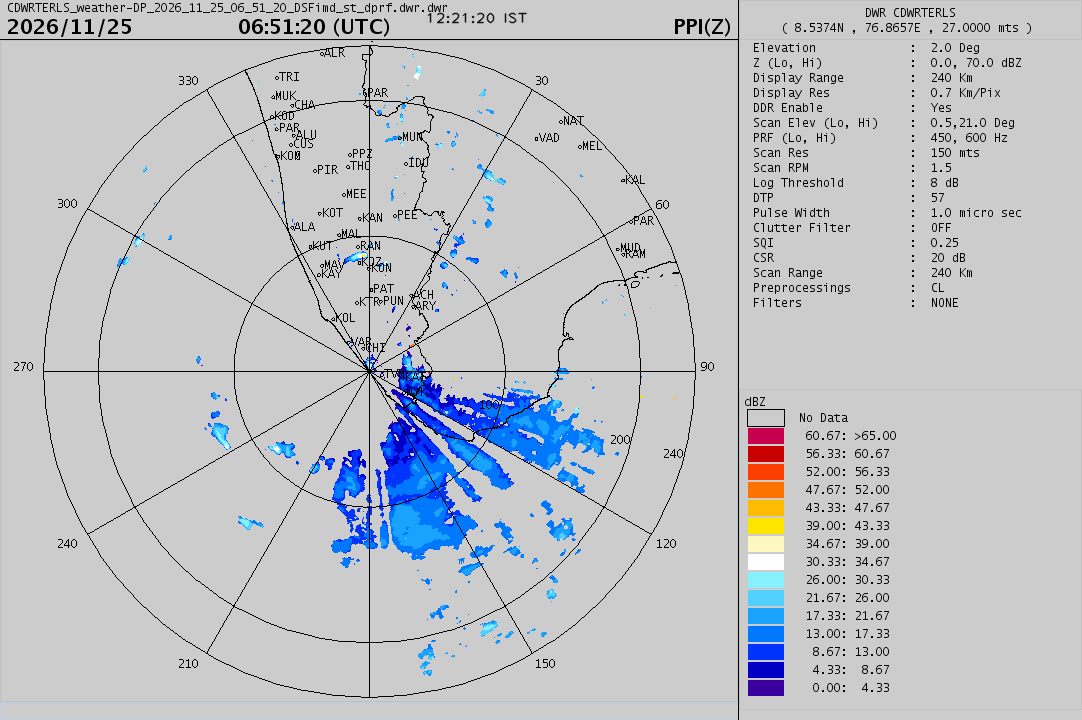 CDWRTERLS_weather-DP_2026_11_25_06_51_20_DSFimd_st_dprf.dwr.dwr
2026/11/25 06:51:20 (UTC) 12:21:20 IST PPI(Z)
DWR CDWRTERLS
( 8.5374N , 76.8657E , 27.0000 mts )
Elevation : 2.0 Deg
Z (Lo, Hi) : 0.0, 70.0 dBZ
Display Range : 240 Km
Display Res : 0.7 Km/Pix
DDR Enable : Yes
Scan Elev (Lo, Hi) : 0.5,21.0 Deg
PRF (Lo, Hi) : 450, 600 Hz
Scan Res : 150 mts
Scan RPM : 1.5
Log Threshold : 8 dB
DTP : 57
Pulse Width : 1.0 micro sec
Clutter Filter : OFF
SQI : 0.25
CSR : 20 dB
Scan Range : 240 Km
Preprocessings : CL
Filters : NONE
dBZ
No Data
60.67: >65.00
56.33: 60.67
52.00: 56.33
47.67: 52.00
43.33: 47.67
39.00: 43.33
34.67: 39.00
30.33: 34.67
26.00: 30.33
21.67: 26.00
17.33: 21.67
13.00: 17.33
8.67: 13.00
4.33: 8.67
0.00: 4.33
ALR
TRI
330
30
MUK
PAR
CHA
KOD
NAT
PAR
ALU
MUN
VAD
CUS
MEL
PPZ
IDU
THO
PIR
KAL
MEE
300
60
KOT
KAN
PEE
PAR
ALA
MAL
KUT
RAN
MUD
RAM
KOZ
MAV
KON
KAY
PAT
ACH
KTR
PUN
ARY
KOL
VAR
CHI
270
90
TV
100
200
240
240
120
210
150